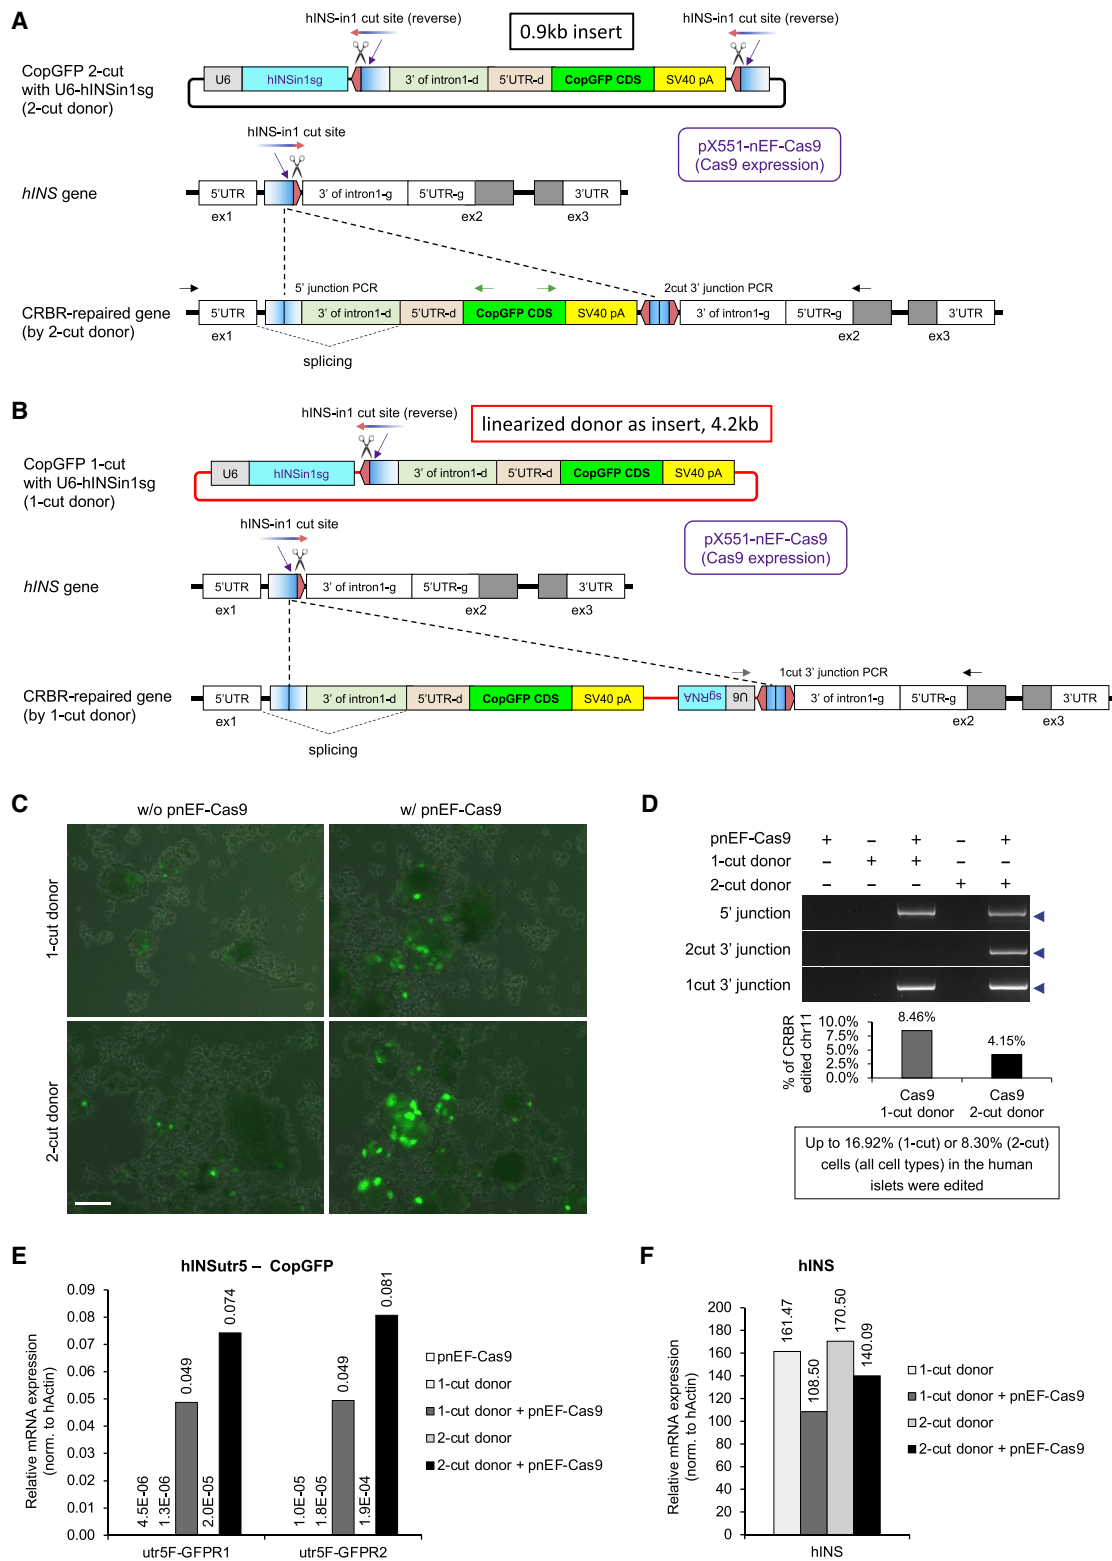 A
hINS-in1 cut site (reverse)
0.9kb insert
hINS-in1 cut site (reverse)
CopGFP 2-cut
with U6-hINSin1sg
(2-cut donor)
U6 hINSin1sg 3' of intron1-d 5'UTR-d CopGFP CDS SV40 pA
hINS-in1 cut site
pX551-nEF-Cas9
(Cas9 expression)
hINS gene
5'UTR 3' of intron1-g 5'UTR-g 3'UTR
ex1 ex2 ex3
5' junction PCR 2cut 3' junction PCR
CRBR-repaired gene
(by 2-cut donor)
5'UTR 3' of intron1-d 5'UTR-d CopGFP CDS SV40 pA 3' of intron1-g 5'UTR-g 3'UTR
ex1 ex2 ex3
splicing
B
hINS-in1 cut site (reverse)
linearized donor as insert, 4.2kb
CopGFP 1-cut
with U6-hINSin1sg
(1-cut donor)
U6 hINSin1sg 3' of intron1-d 5'UTR-d CopGFP CDS SV40 pA
hINS-in1 cut site
pX551-nEF-Cas9
(Cas9 expression)
hINS gene
5'UTR 3' of intron1-g 5'UTR-g 3'UTR
ex1 ex2 ex3
1cut 3' junction PCR
CRBR-repaired gene
(by 1-cut donor)
5'UTR 3' of intron1-d 5'UTR-d CopGFP CDS SV40 pA sgRNA U6 3' of intron1-g 5'UTR-g 3'UTR
ex1 ex2 ex3
splicing
C
w/o pnEF-Cas9 w/ pnEF-Cas9
1-cut donor
2-cut donor
D
pnEF-Cas9 + – + – +
1-cut donor – + + – –
2-cut donor – – – + +
5' junction
2cut 3' junction
1cut 3' junction
% of CRBR
edited chr11
10.0%
7.5%
5.0%
2.5%
0.0%
8.46%
4.15%
Cas9 Cas9
1-cut donor 2-cut donor
Up to 16.92% (1-cut) or 8.30% (2-cut)
cells (all cell types) in the human
islets were edited
E
hINSutr5 – CopGFP
Relative mRNA expression
(norm. to hActin)
0.09
0.08
0.07
0.06
0.05
0.04
0.03
0.02
0.01
0.00
4.5E-06
1.3E-06
0.049
2.0E-05
0.074
1.0E-05
1.8E-05
0.049
1.9E-04
0.081
utr5F-GFPR1 utr5F-GFPR2
pnEF-Cas9
1-cut donor
1-cut donor + pnEF-Cas9
2-cut donor
2-cut donor + pnEF-Cas9
F
hINS
Relative mRNA expression
(norm. to hActin)
200
180
160
140
120
100
80
60
40
20
0
161.47
108.50
170.50
140.09
hINS
1-cut donor
1-cut donor + pnEF-Cas9
2-cut donor
2-cut donor + pnEF-Cas9